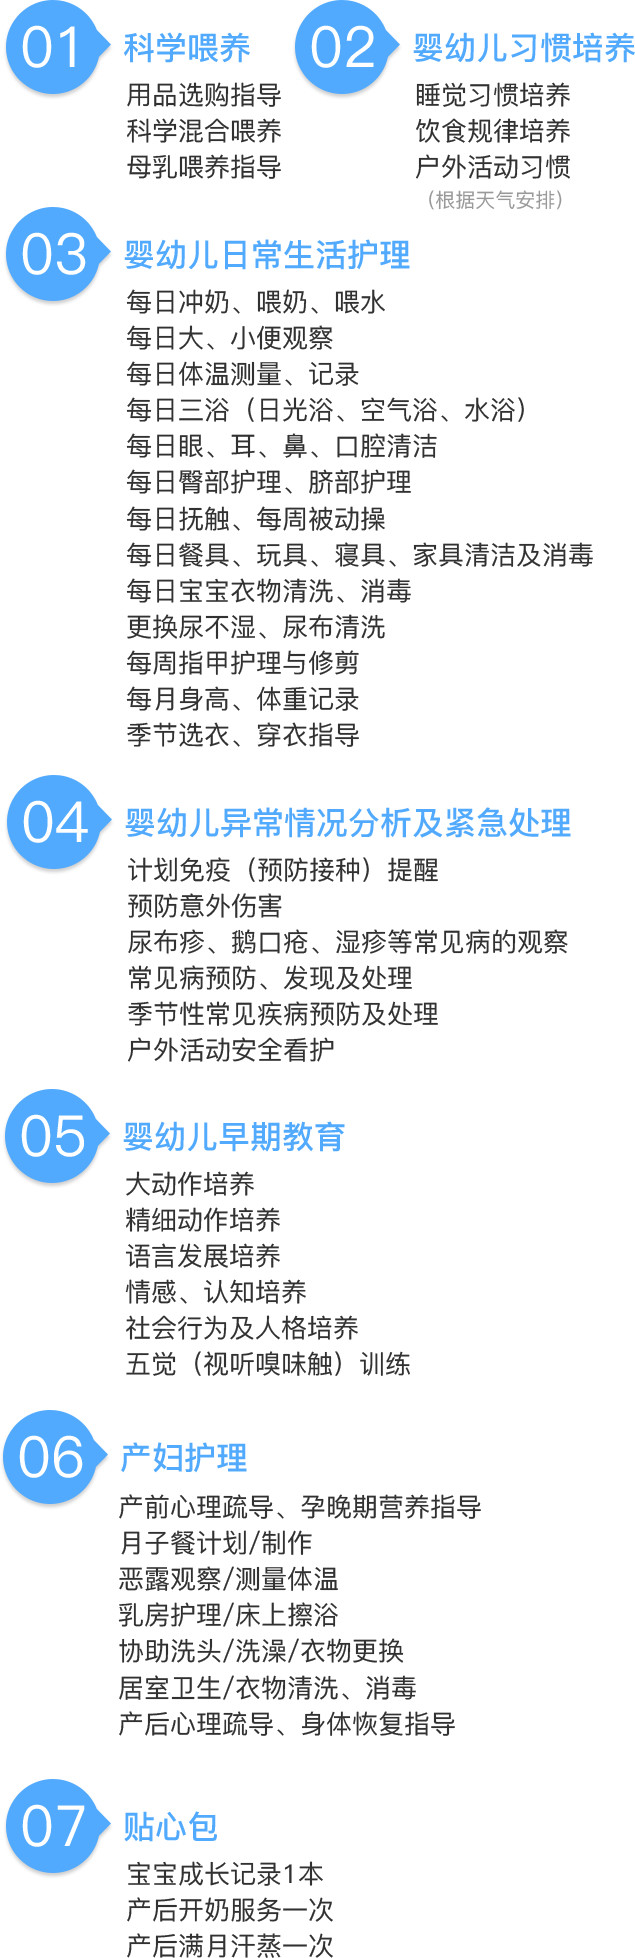 01 科学喂养
用品选购指导
科学混合喂养
母乳喂养指导
02 婴幼儿习惯培养
睡觉习惯培养
饮食规律培养
户外活动习惯
（根据天气安排）
03 婴幼儿日常生活护理
每日冲奶、喂奶、喂水
每日大、小便观察
每日体温测量、记录
每日三浴（日光浴、空气浴、水浴）
每日眼、耳、鼻、口腔清洁
每日臀部护理、脐部护理
每日抚触、每周被动操
每日餐具、玩具、寝具、家具清洁及消毒
每日宝宝衣物清洗、消毒
更换尿不湿、尿布清洗
每周指甲护理与修剪
每月身高、体重记录
季节选衣、穿衣指导
04 婴幼儿异常情况分析及紧急处理
计划免疫（预防接种）提醒
预防意外伤害
尿布疹、鹅口疮、湿疹等常见病的观察
常见病预防、发现及处理
季节性常见疾病预防及处理
户外活动安全看护
05 婴幼儿早期教育
大动作培养
精细动作培养
语言发展培养
情感、认知培养
社会行为及人格培养
五觉（视听嗅味触）训练
06 产妇护理
产前心理疏导、孕晚期营养指导
月子餐计划/制作
恶露观察/测量体温
乳房护理/床上擦浴
协助洗头/洗澡/衣物更换
居室卫生/衣物清洗、消毒
产后心理疏导、身体恢复指导
07 贴心包
宝宝成长记录1本
产后开奶服务一次
产后满月汗蒸一次